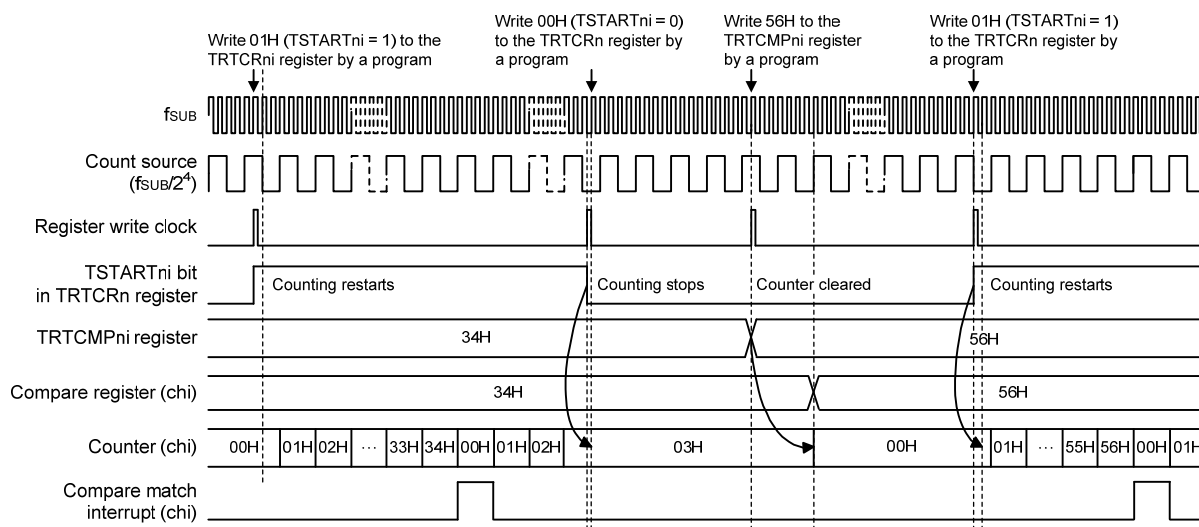 Write 01H (TSTARTni = 1) to the
TRTCRni register by a program
Write 00H (TSTARTni = 0)
to the TRTCRn register by
a program
Write 56H to the
TRTCMPni register
by a program
Write 01H (TSTARTni = 1)
to the TRTCRn register by
a program
fSUB
Count source
(fSUB/2⁴)
Register write clock
TSTARTni bit
in TRTCRn register
Counting restarts
Counting stops
Counter cleared
Counting restarts
TRTCMPni register
34H
56H
Compare register (chi)
34H
56H
Counter (chi)
00H 01H 02H ··· 33H 34H 00H 01H 02H 03H 00H 01H ··· 55H 56H 00H 01H
Compare match
interrupt (chi)